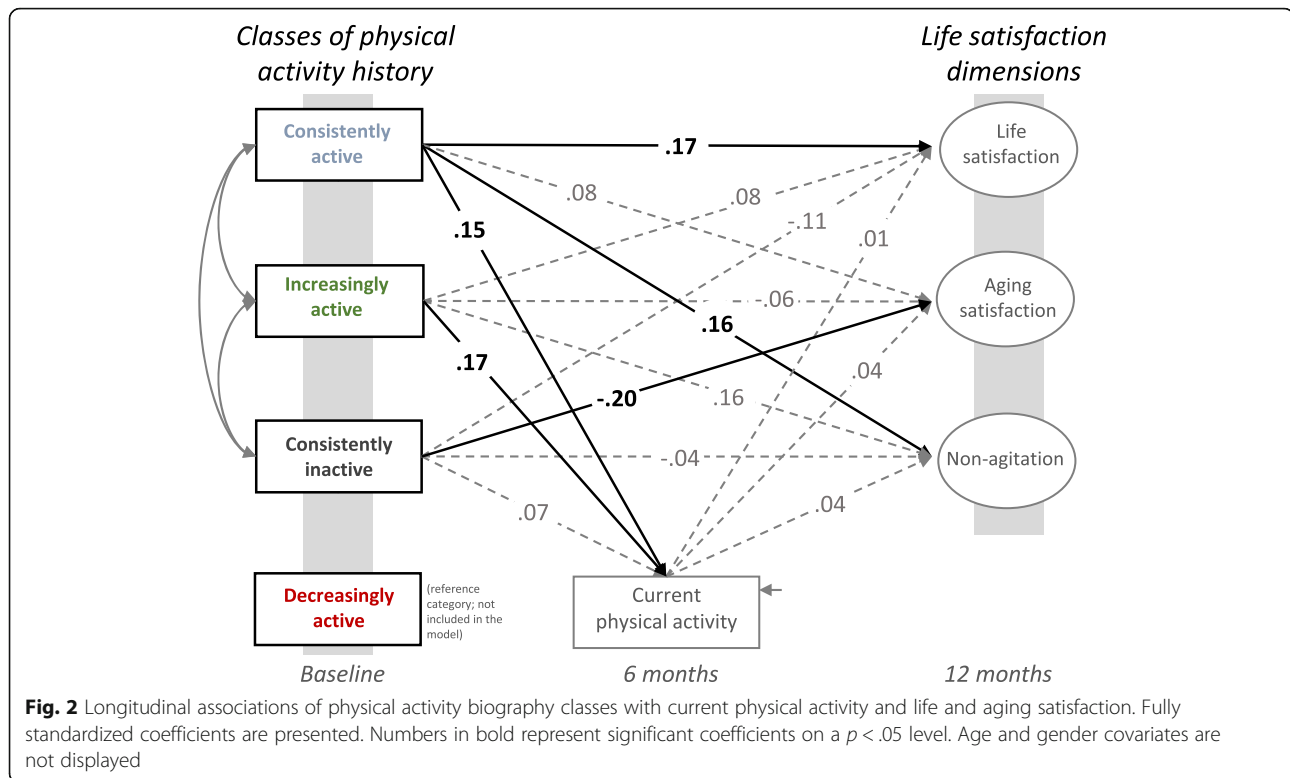 Classes of physical
activity history
Life satisfaction
dimensions
Consistently
active
Life
satisfaction
.17
.08
.08
-.11
.15
.01
Increasingly
active
Aging
satisfaction
-.06
.16
.17
.04
-.20
.16
Consistently
inactive
Non-agitation
-.04
.07
.04
Decreasingly
active
(reference
category; not
included in the
model)
Current
physical activity
Baseline
6 months
12 months
Fig. 2 Longitudinal associations of physical activity biography classes with current physical activity and life and aging satisfaction. Fully
standardized coefficients are presented. Numbers in bold represent significant coefficients on a p < .05 level. Age and gender covariates are
not displayed